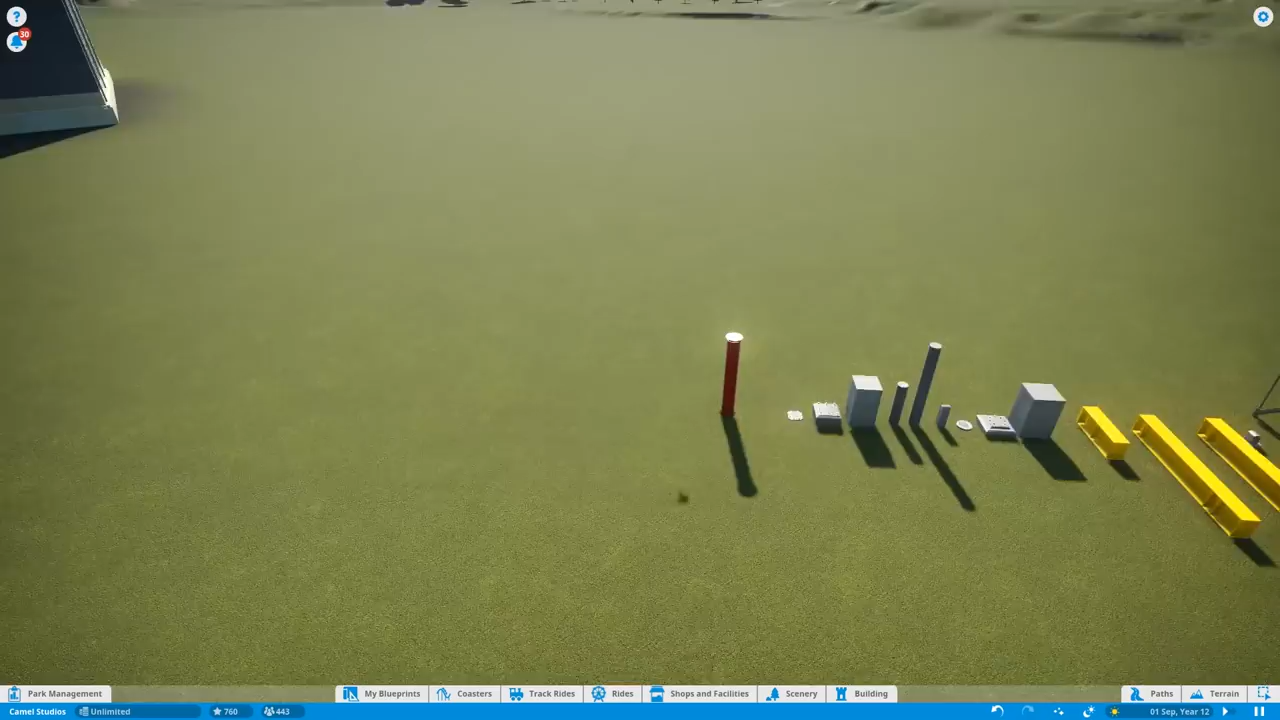 ?
30
Park Management
My Blueprints
Coasters
Track Rides
Rides
Shops and Facilities
Scenery
Building
Paths
Terrain
Camel Studios
Unlimited
760
443
01 Sep, Year 12